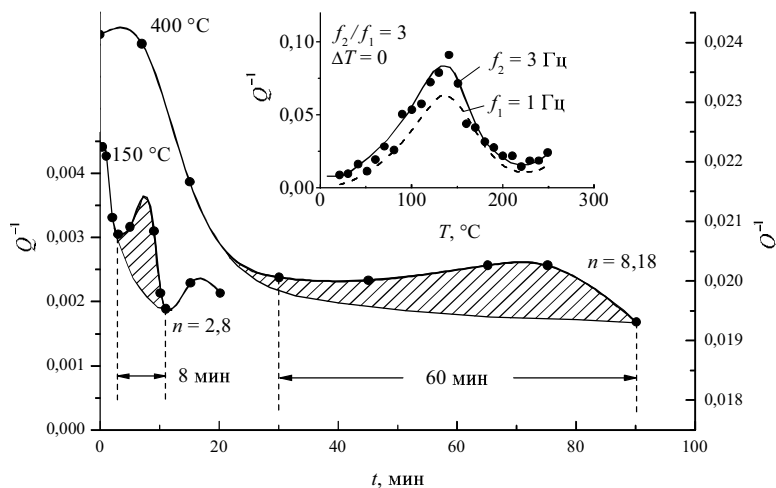 400 °C
150 °C
n = 2,8
n = 8,18
8 мин
60 мин
Q⁻¹
0,004
0,003
0,002
0,001
0,000
0 20 40 60 80 100
t, мин
0,024
0,023
0,022
0,021
0,020
0,019
0,018
Q⁻¹
f₂/f₁ = 3
ΔT = 0
f₂ = 3 Гц
f₁ = 1 Гц
Q⁻¹
0,10
0,05
0,00
0 100 200 300
T, °C